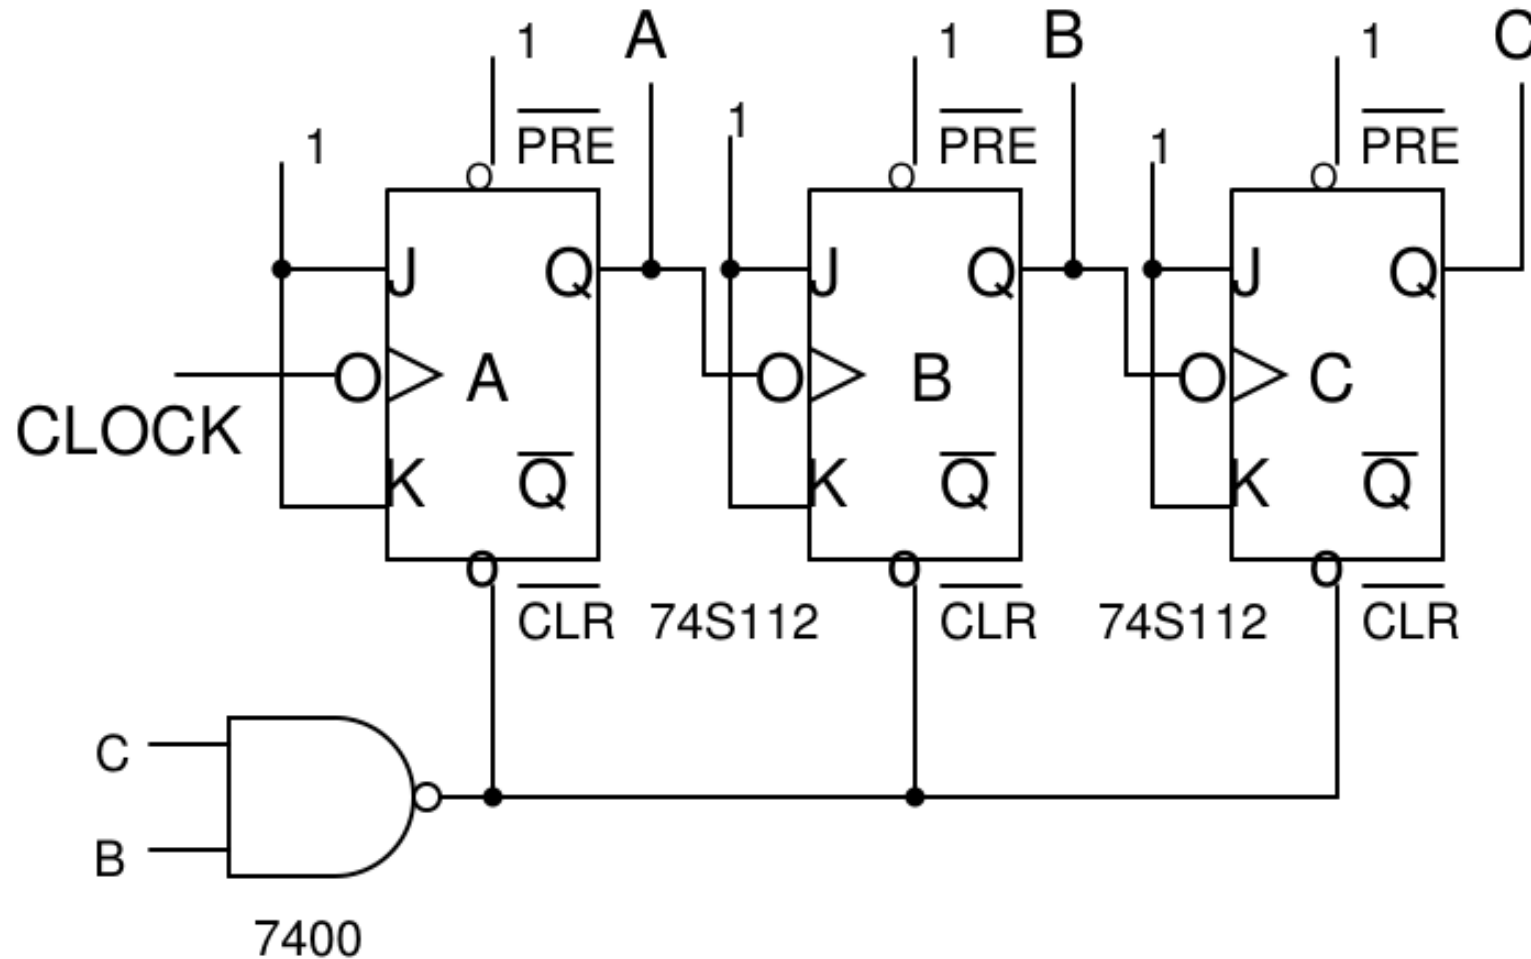 1 A 1 B 1 C
1 PRE 1 PRE 1 PRE
J Q J Q J Q
A B C
CLOCK
K Q K Q K Q
CLR 74S112 CLR 74S112 CLR
C
B
7400